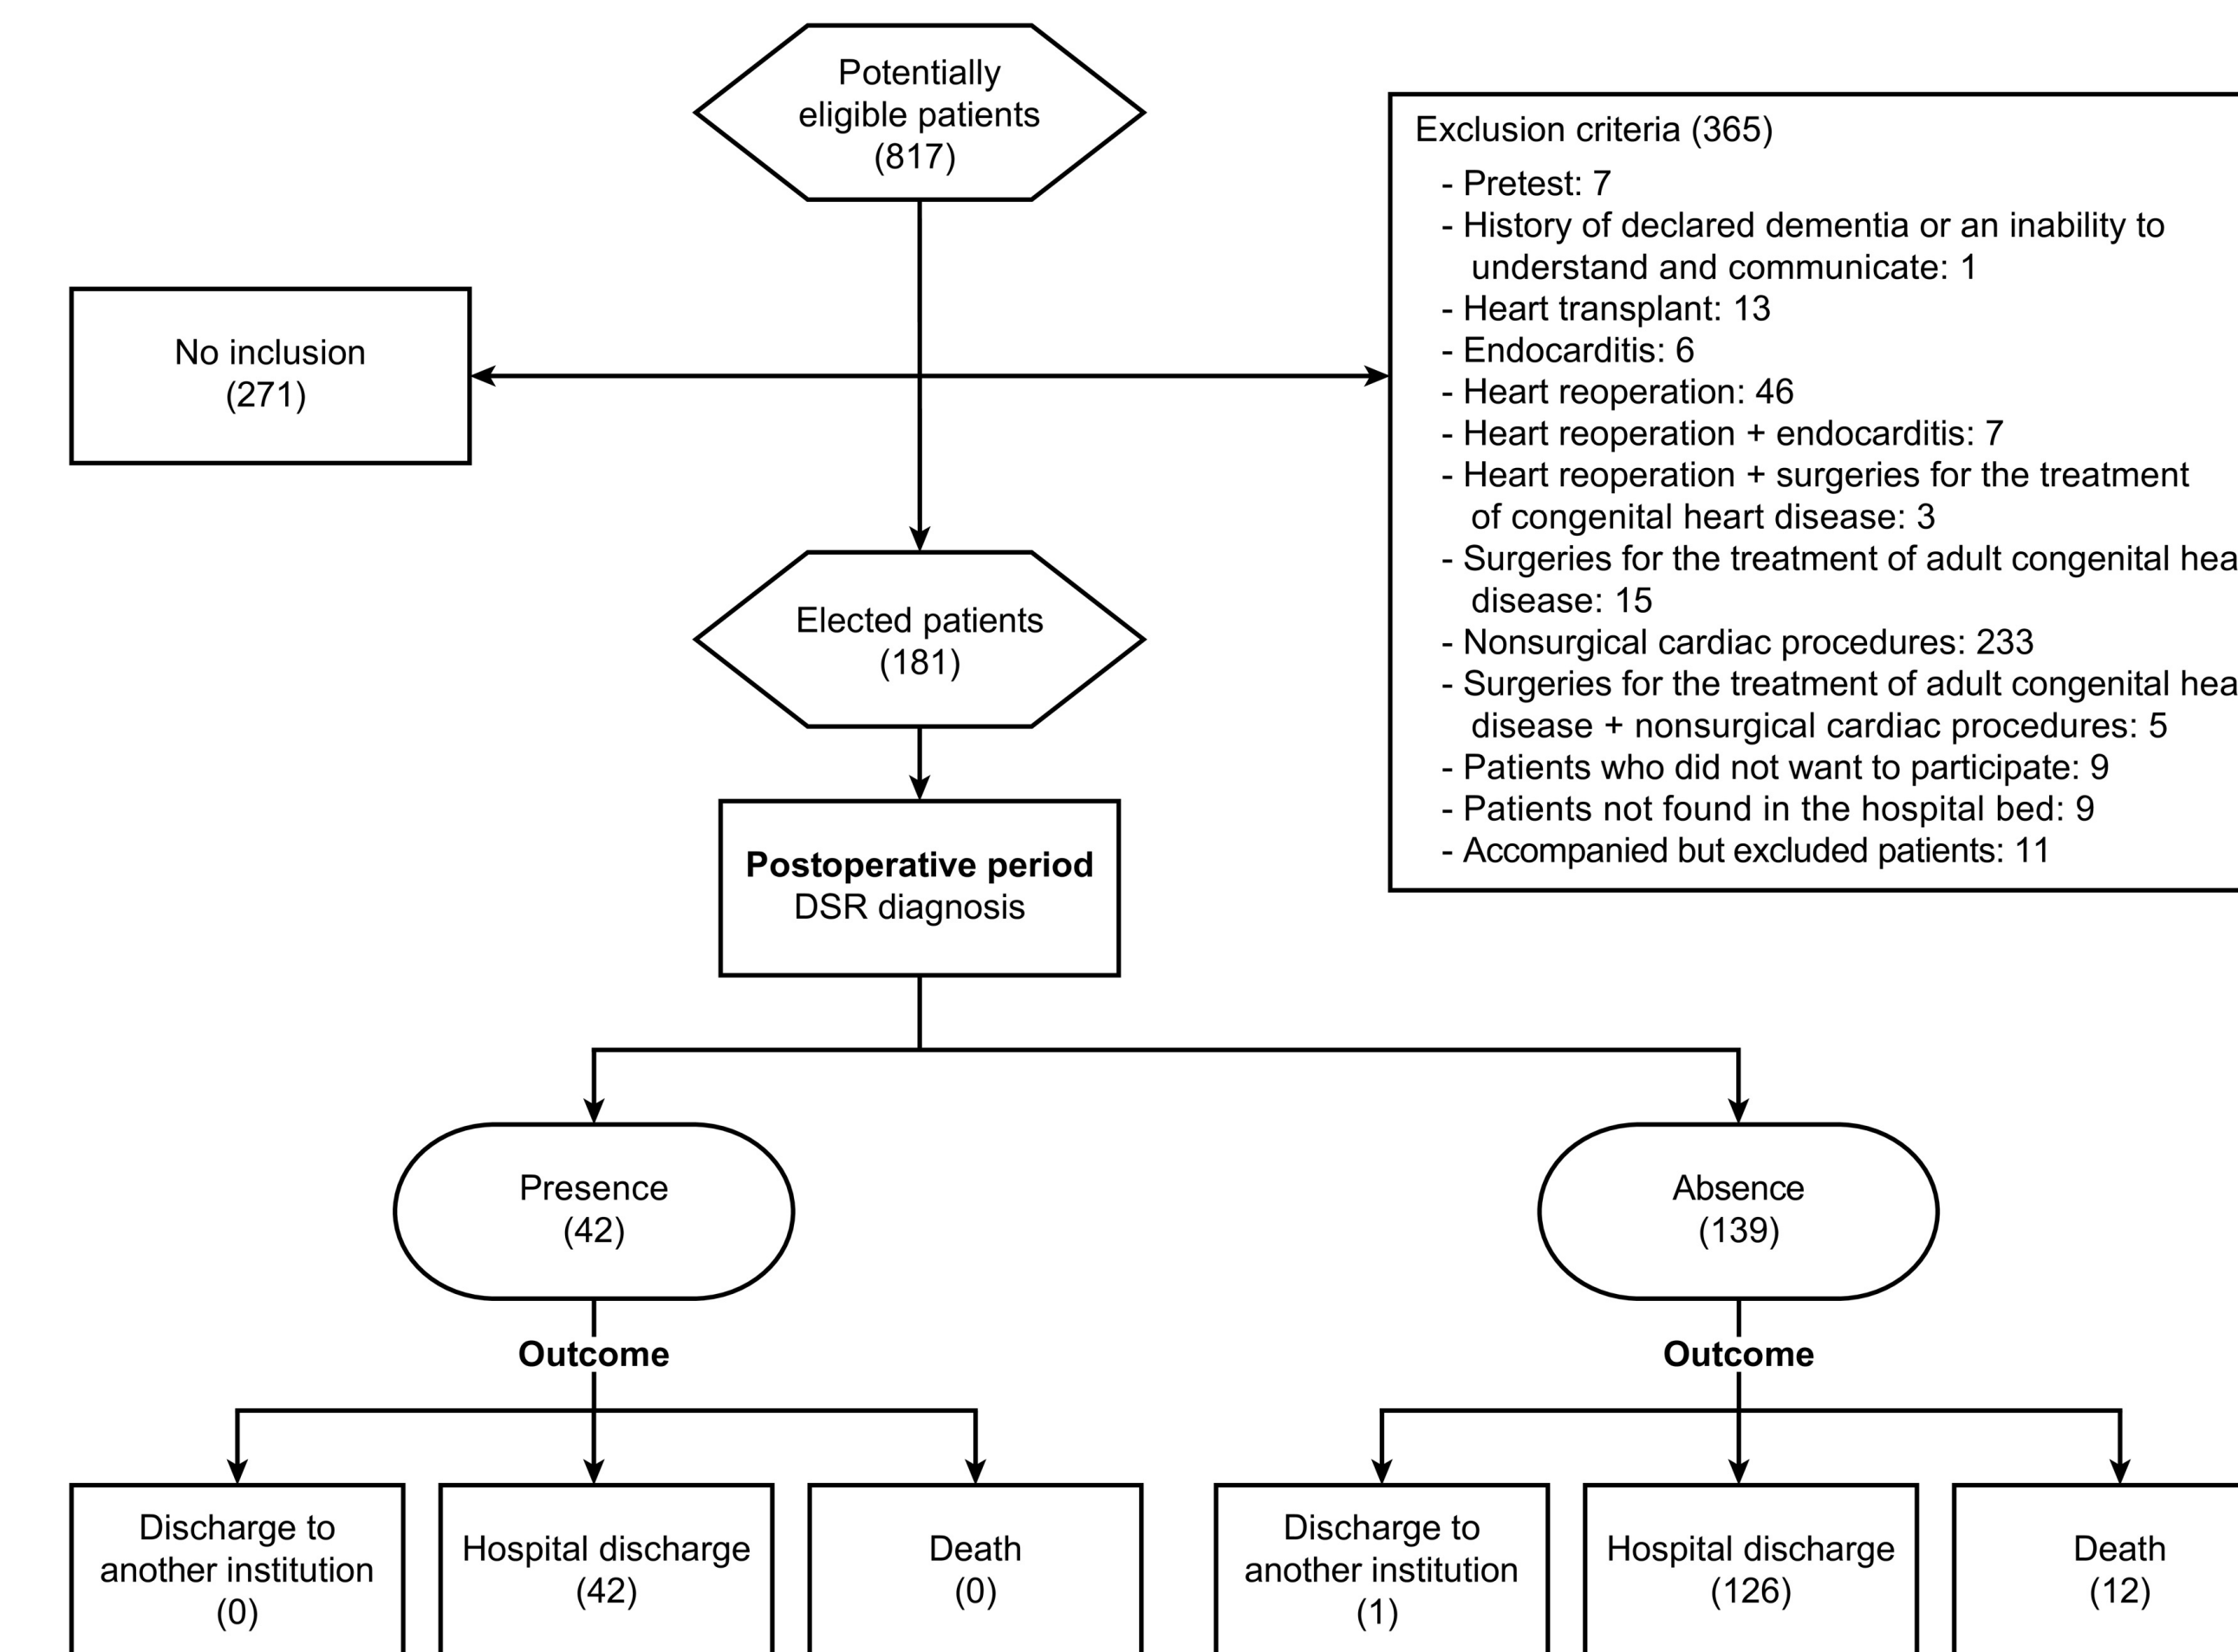 Potentially
eligible patients
(817)
Exclusion criteria (365)
- Pretest: 7
- History of declared dementia or an inability to
understand and communicate: 1
- Heart transplant: 13
- Endocarditis: 6
- Heart reoperation: 46
- Heart reoperation + endocarditis: 7
- Heart reoperation + surgeries for the treatment
of congenital heart disease: 3
- Surgeries for the treatment of adult congenital hea
disease: 15
- Nonsurgical cardiac procedures: 233
- Surgeries for the treatment of adult congenital hea
disease + nonsurgical cardiac procedures: 5
- Patients who did not want to participate: 9
- Patients not found in the hospital bed: 9
- Accompanied but excluded patients: 11
No inclusion
(271)
Elected patients
(181)
Postoperative period
DSR diagnosis
Presence
(42)
Absence
(139)
Outcome
Outcome
Discharge to
another institution
(0)
Hospital discharge
(42)
Death
(0)
Discharge to
another institution
(1)
Hospital discharge
(126)
Death
(12)